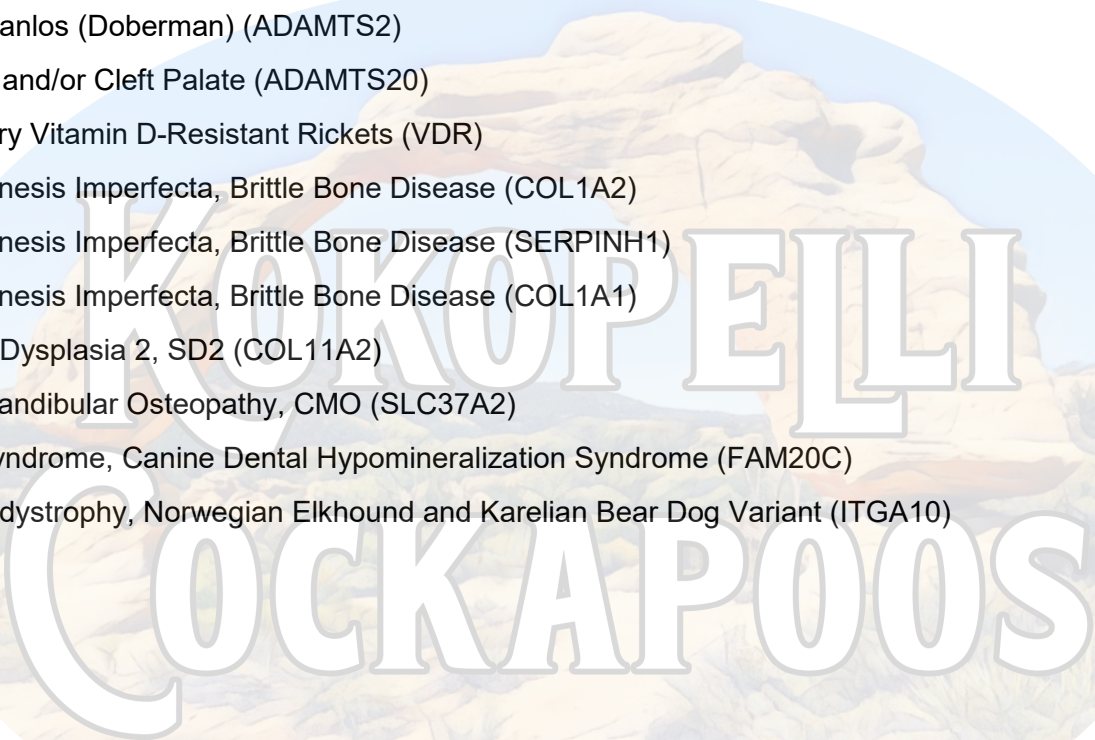 anlos (Doberman) (ADAMTS2)
and/or Cleft Palate (ADAMTS20)
ry Vitamin D-Resistant Rickets (VDR)
nesis Imperfecta, Brittle Bone Disease (COL1A2)
nesis Imperfecta, Brittle Bone Disease (SERPINH1)
nesis Imperfecta, Brittle Bone Disease (COL1A1)
Dysplasia 2, SD2 (COL11A2)
andibular Osteopathy, CMO (SLC37A2)
yndrome, Canine Dental Hypomineralization Syndrome (FAM20C)
dystrophy, Norwegian Elkhound and Karelian Bear Dog Variant (ITGA10)
KOKOPELLI
COCKAPOOS